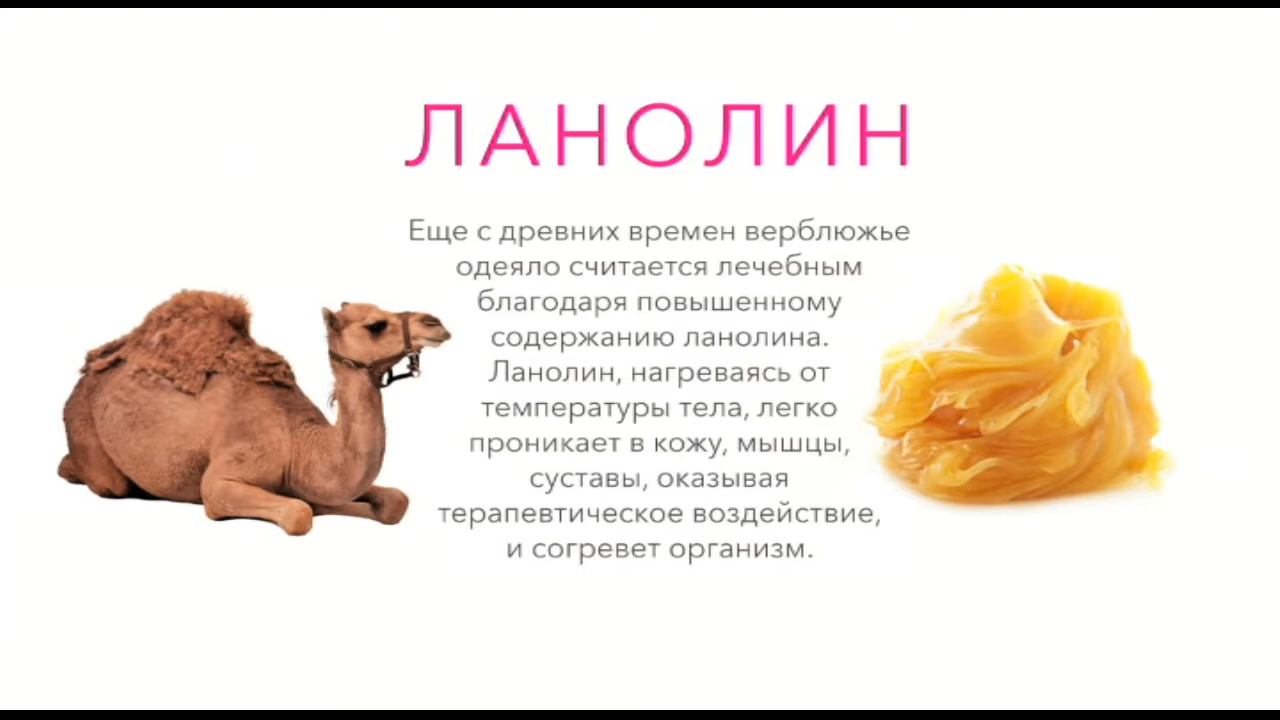 ЛАНОЛИН
Еще с древних времен верблюжье
одеяло считается лечебным
благодаря повышенному
содержанию ланолина.
Ланолин, нагреваясь от
температуры тела, легко
проникает в кожу, мышцы,
суставы, оказывая
терапевтическое воздействие,
и согревет организм.